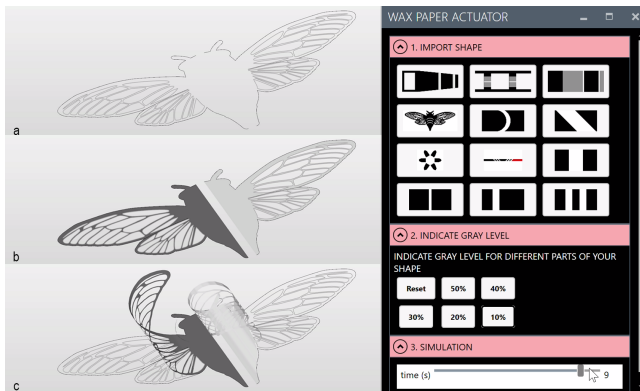 a
b
c
WAX PAPER ACTUATOR
1. IMPORT SHAPE
2. INDICATE GRAY LEVEL
INDICATE GRAY LEVEL FOR DIFFERENT PARTS OF YOUR
SHAPE
Reset 50% 40%
30% 20% 10%
3. SIMULATION
time (s) 9